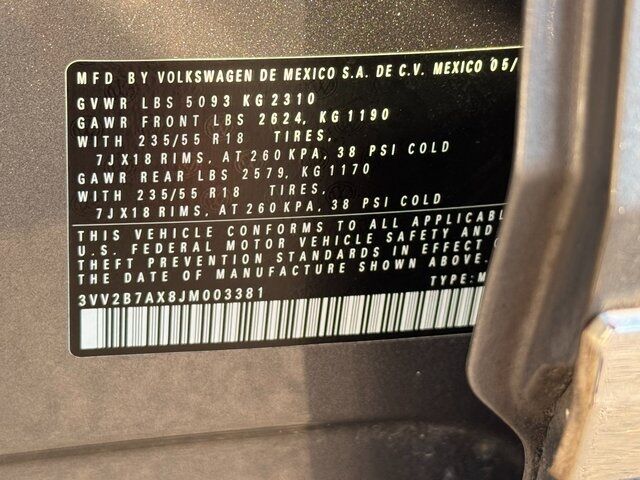 MFD BY VOLKSWAGEN DE MEXICO S.A. DE C.V. MEXICO 05/
GVWR LBS 5093 KG 2310
GAWR FRONT LBS 2624, KG 1190
WITH 235/55 R18 TIRES,
7JX18 RIMS, AT 260 KPA, 38 PSI COLD
GAWR REAR LBS 2579, KG 1170
WITH 235/55 R18 TIRES,
7JX18 RIMS, AT 260 KPA, 38 PSI COLD
THIS VEHICLE CONFORMS TO ALL APPLICABL
U.S. FEDERAL MOTOR VEHICLE SAFETY AND
THEFT PREVENTION STANDARDS IN EFFECT
THE DATE OF MANUFACTURE SHOWN ABOVE.
3VV2B7AX8JM003381 TYPE: M